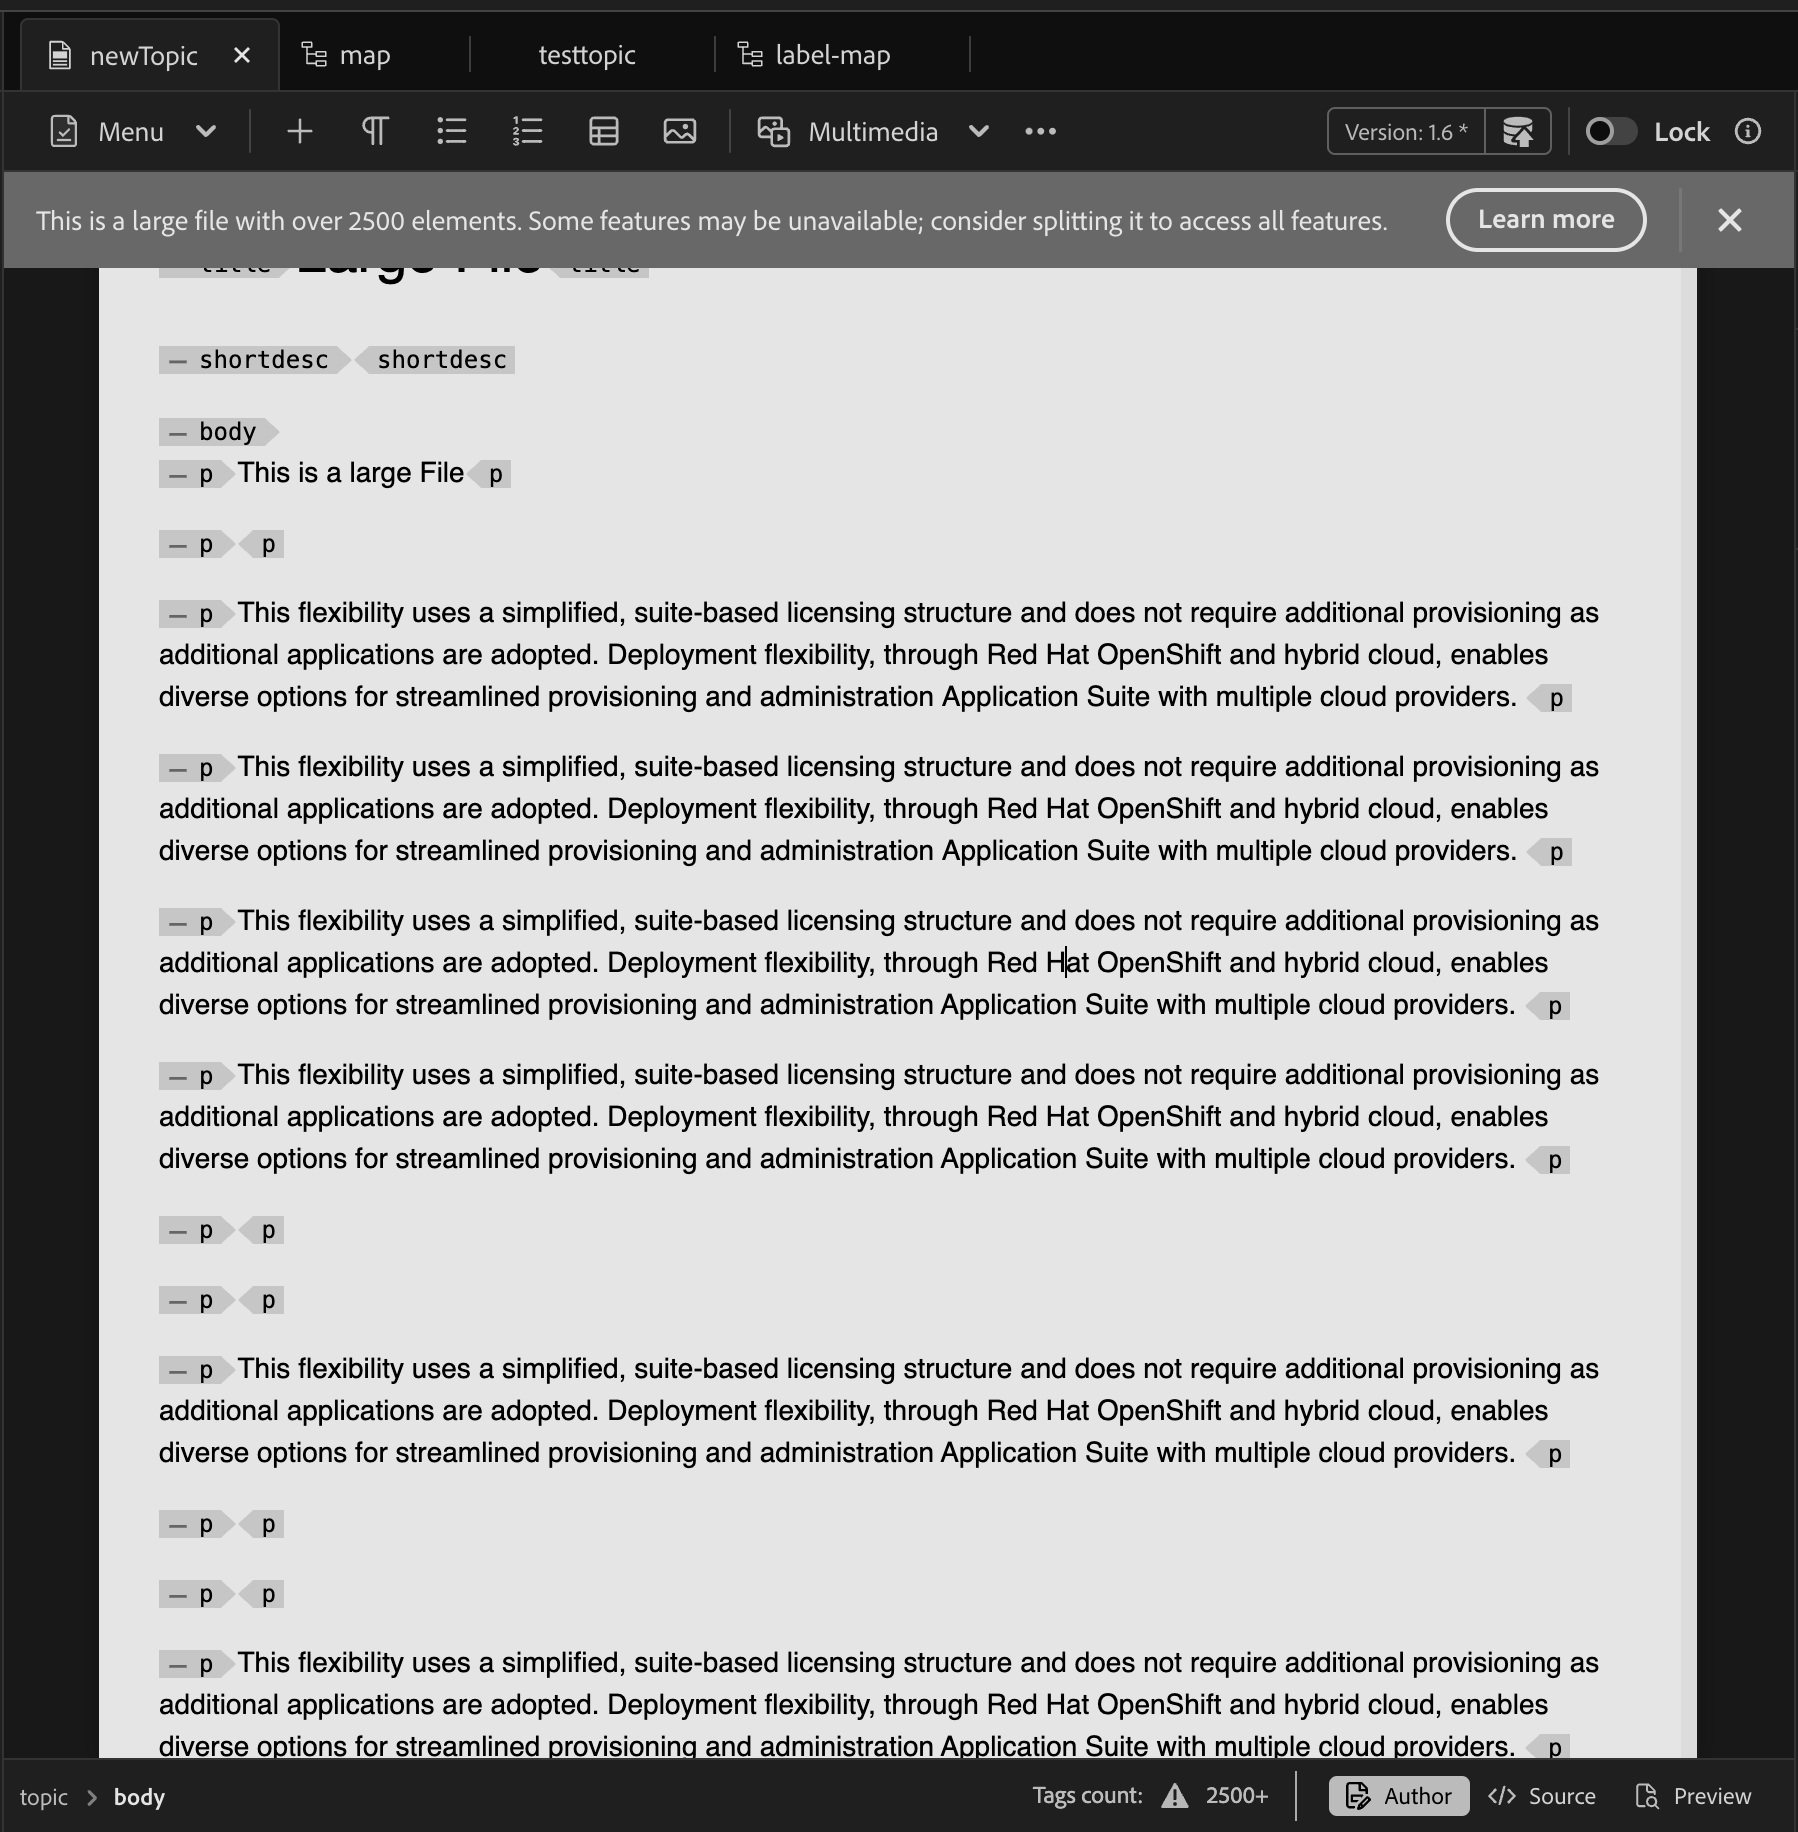 newTopic map testtopic label-map
Menu Multimedia Version: 1.6 * Lock
This is a large file with over 2500 elements. Some features may be unavailable; consider splitting it to access all features. Learn more
title Large File title
shortdesc shortdesc
body
p This is a large File p
p p
p This flexibility uses a simplified, suite-based licensing structure and does not require additional provisioning as
additional applications are adopted. Deployment flexibility, through Red Hat OpenShift and hybrid cloud, enables
diverse options for streamlined provisioning and administration Application Suite with multiple cloud providers. p
p This flexibility uses a simplified, suite-based licensing structure and does not require additional provisioning as
additional applications are adopted. Deployment flexibility, through Red Hat OpenShift and hybrid cloud, enables
diverse options for streamlined provisioning and administration Application Suite with multiple cloud providers. p
p This flexibility uses a simplified, suite-based licensing structure and does not require additional provisioning as
additional applications are adopted. Deployment flexibility, through Red Hat OpenShift and hybrid cloud, enables
diverse options for streamlined provisioning and administration Application Suite with multiple cloud providers. p
p This flexibility uses a simplified, suite-based licensing structure and does not require additional provisioning as
additional applications are adopted. Deployment flexibility, through Red Hat OpenShift and hybrid cloud, enables
diverse options for streamlined provisioning and administration Application Suite with multiple cloud providers. p
p p
p p
p This flexibility uses a simplified, suite-based licensing structure and does not require additional provisioning as
additional applications are adopted. Deployment flexibility, through Red Hat OpenShift and hybrid cloud, enables
diverse options for streamlined provisioning and administration Application Suite with multiple cloud providers. p
p p
p p
p This flexibility uses a simplified, suite-based licensing structure and does not require additional provisioning as
additional applications are adopted. Deployment flexibility, through Red Hat OpenShift and hybrid cloud, enables
diverse options for streamlined provisioning and administration Application Suite with multiple cloud providers. p
topic > body Tags count: 2500+ Author </> Source Preview